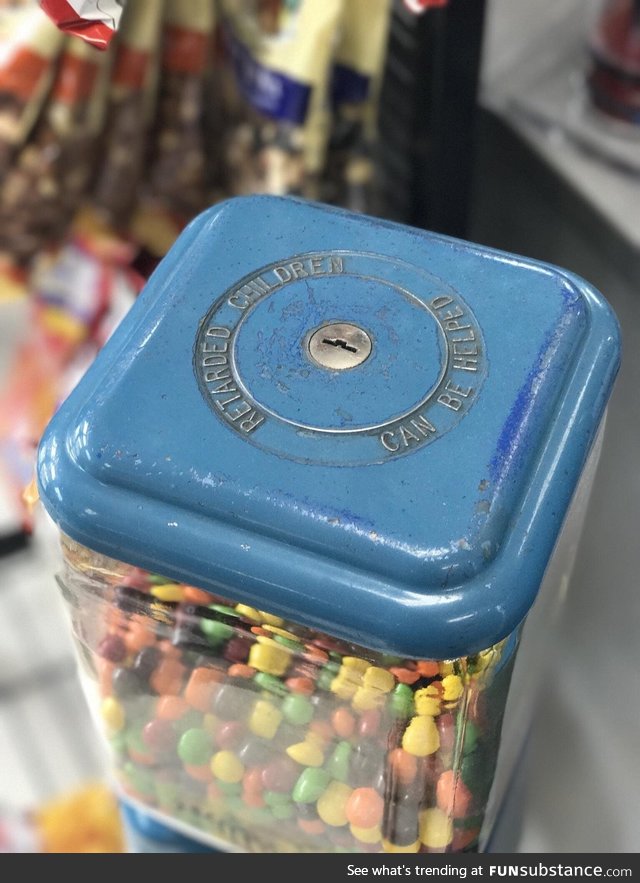 RETARDED CHILDREN
CAN BE HELPED
See what's trending at FUNsubstance.com